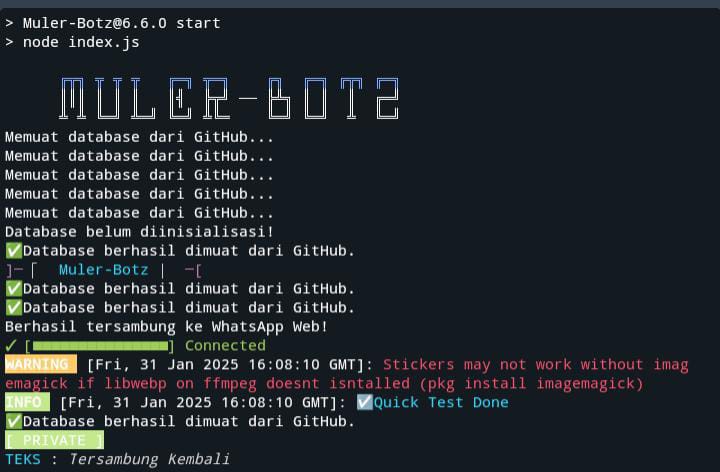 > Muler-Botz@6.6.0 start
> node index.js
MULER-BOTZ
Memuat database dari GitHub...
Memuat database dari GitHub...
Memuat database dari GitHub...
Memuat database dari GitHub...
Memuat database dari GitHub...
Database belum diinisialisasi!
✅Database berhasil dimuat dari GitHub.
]─ ⎡  Muler-Botz |  ─[
✅Database berhasil dimuat dari GitHub.
✅Database berhasil dimuat dari GitHub.
Berhasil tersambung ke WhatsApp Web!
✓ [■■■■■■■■■■■■■■■] Connected
WARNING [Fri, 31 Jan 2025 16:08:10 GMT]: Stickers may not work without imag
emagick if libwebp on ffmpeg doesnt isntalled (pkg install imagemagick)
INFO [Fri, 31 Jan 2025 16:08:10 GMT]: ☑️Quick Test Done
✅Database berhasil dimuat dari GitHub.
[ PRIVATE ]
TEKS : Tersambung Kembali